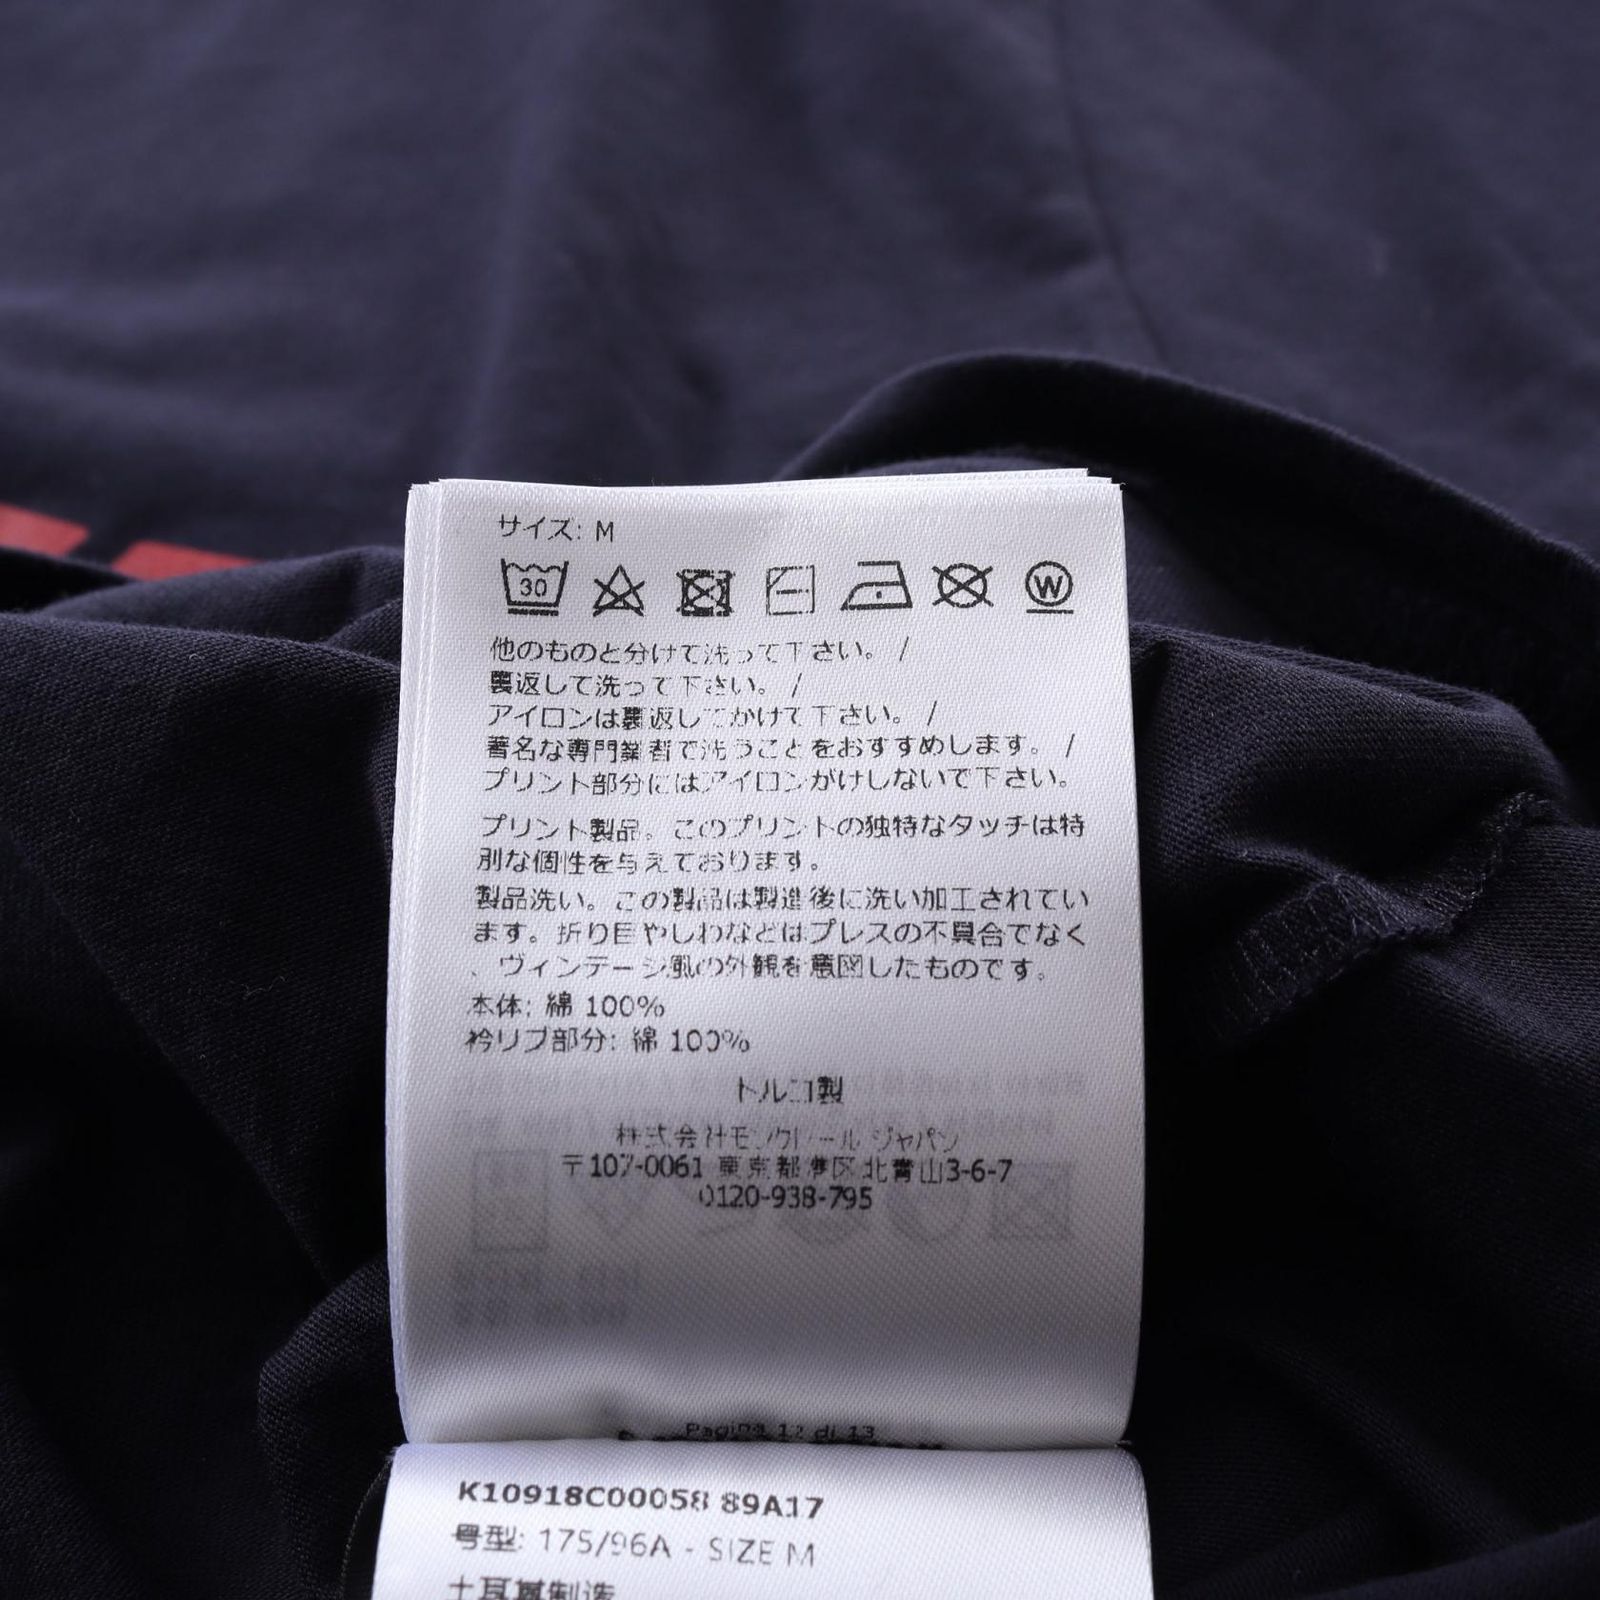 サイズ: M
30
W
他のものと分けて洗って下さい。 /
裏返して洗って下さい。 /
アイロンは裏返してかけて下さい。 /
著名な専門業者で洗うことをおすすめします。 /
プリント部分にはアイロンがけしないで下さい。
プリント製品。このプリントの独特なタッチは特
別な個性を与えております。
製品洗い。この製品は製造後に洗い加工されてい
ます。折り目やしわなどはプレスの不具合でなく
、ヴィンテージ風の外観を意図したものです。
本体: 綿 100%
衿リブ部分: 綿 100%
トルコ製
株式会社モンクレール ジャパン
〒107-0061 東京都港区北青山3-6-7
0120-938-795
Pagina 12 di 13
K10918C00058 89A17
号型: 175/96A - SIZE M
土耳其制造